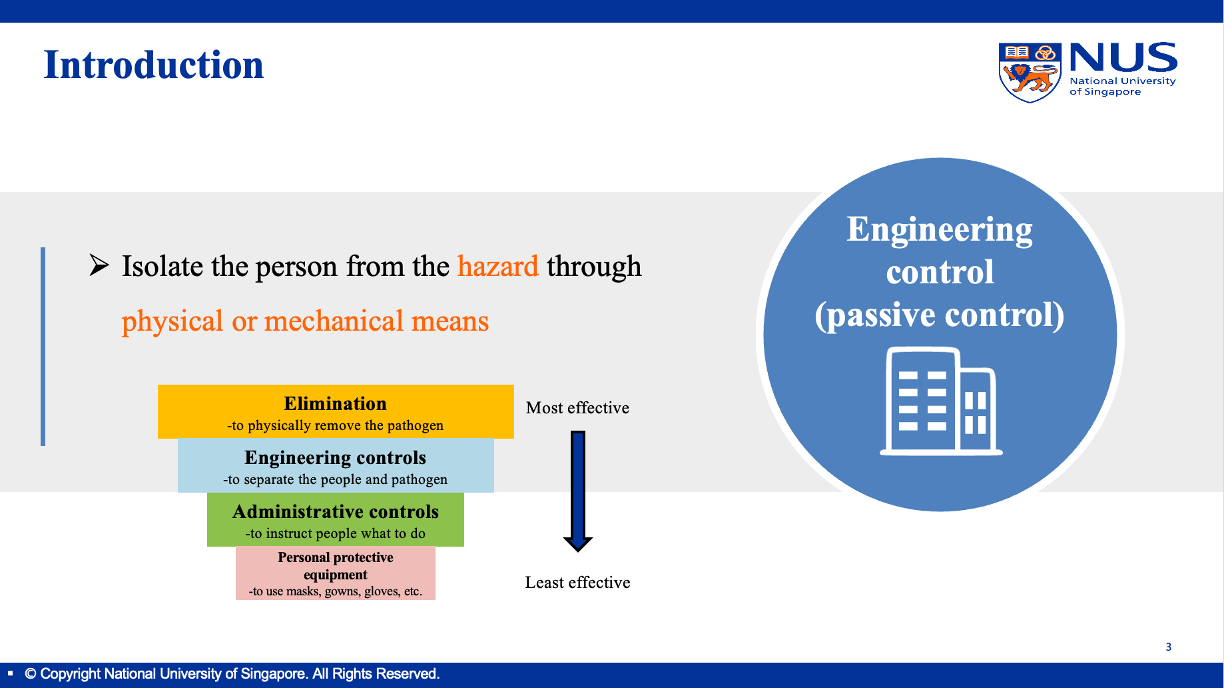 Introduction
NUS
National University
of Singapore
➢ Isolate the person from the hazard through
physical or mechanical means
Engineering
control
(passive control)
Elimination
-to physically remove the pathogen
Engineering controls
-to separate the people and pathogen
Administrative controls
-to instruct people what to do
Personal protective
equipment
-to use masks, gowns, gloves, etc.
Most effective
Least effective
3
▪ © Copyright National University of Singapore. All Rights Reserved.